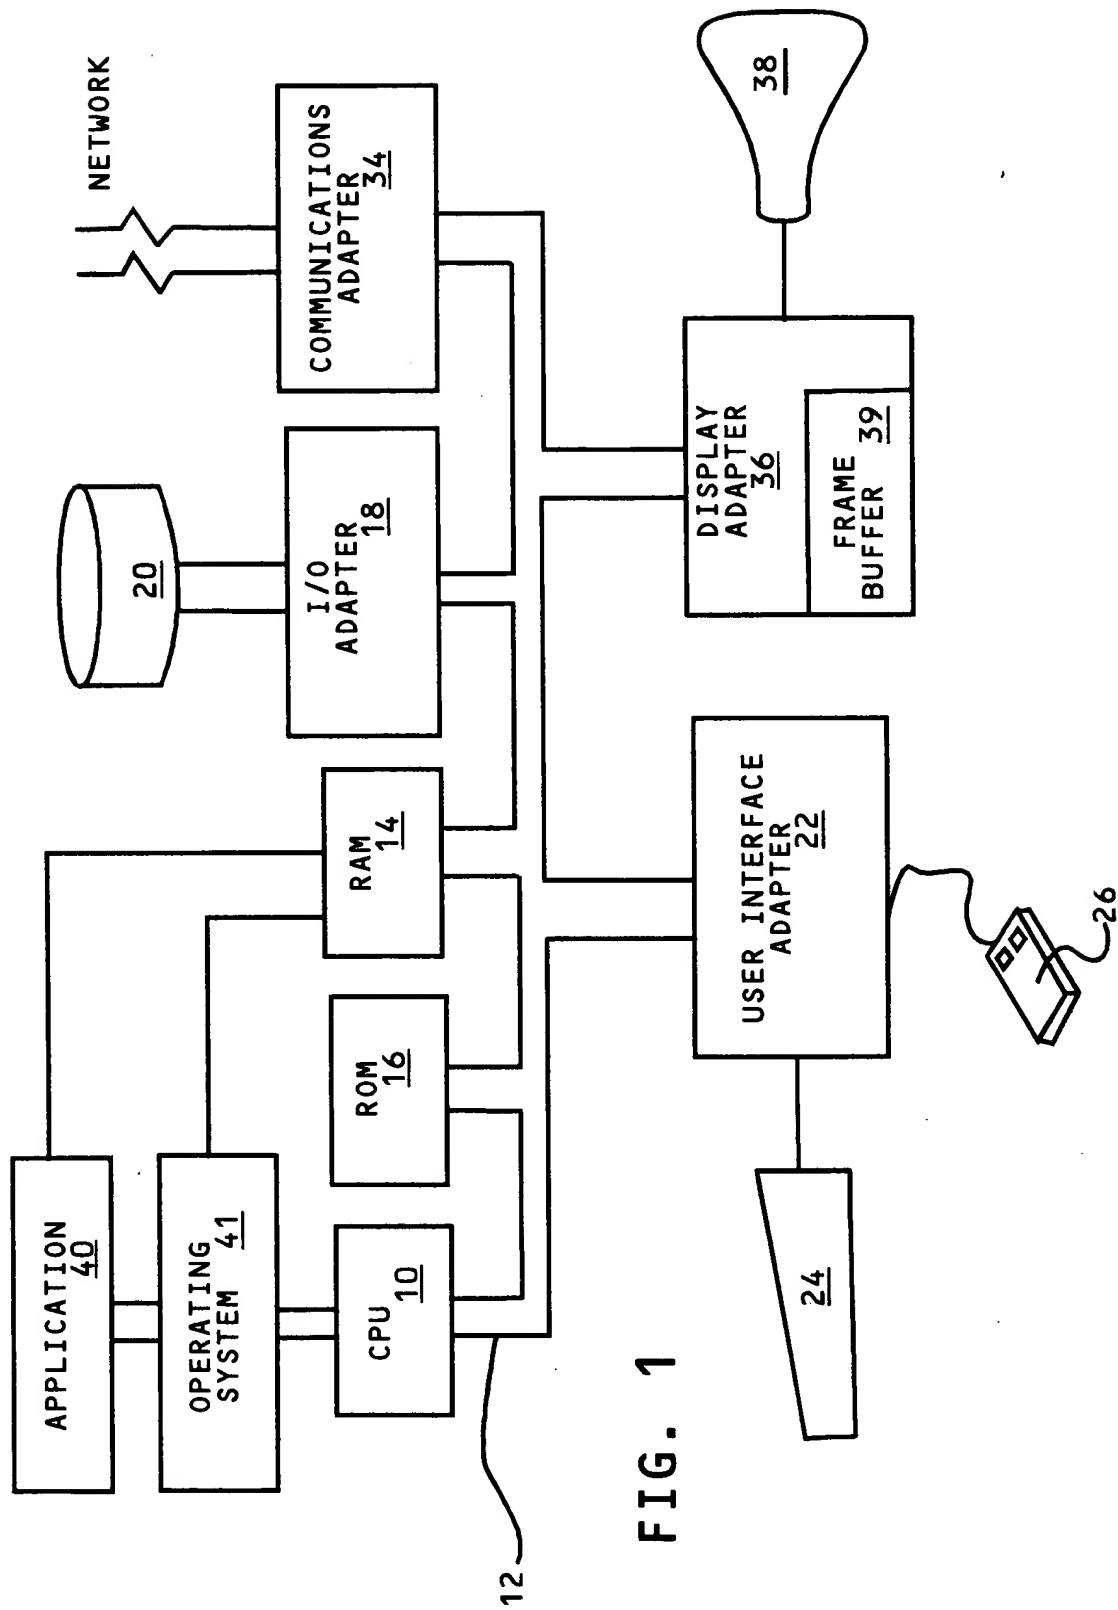 APPLICATION
40
OPERATING
SYSTEM 41
CPU
10
12
ROM
16
RAM
14
20
I/O
ADAPTER
18
COMMUNICATIONS
ADAPTER
34
NETWORK
24
USER INTERFACE
ADAPTER
22
26
DISPLAY
ADAPTER
36
FRAME
BUFFER 39
38
FIG. 1